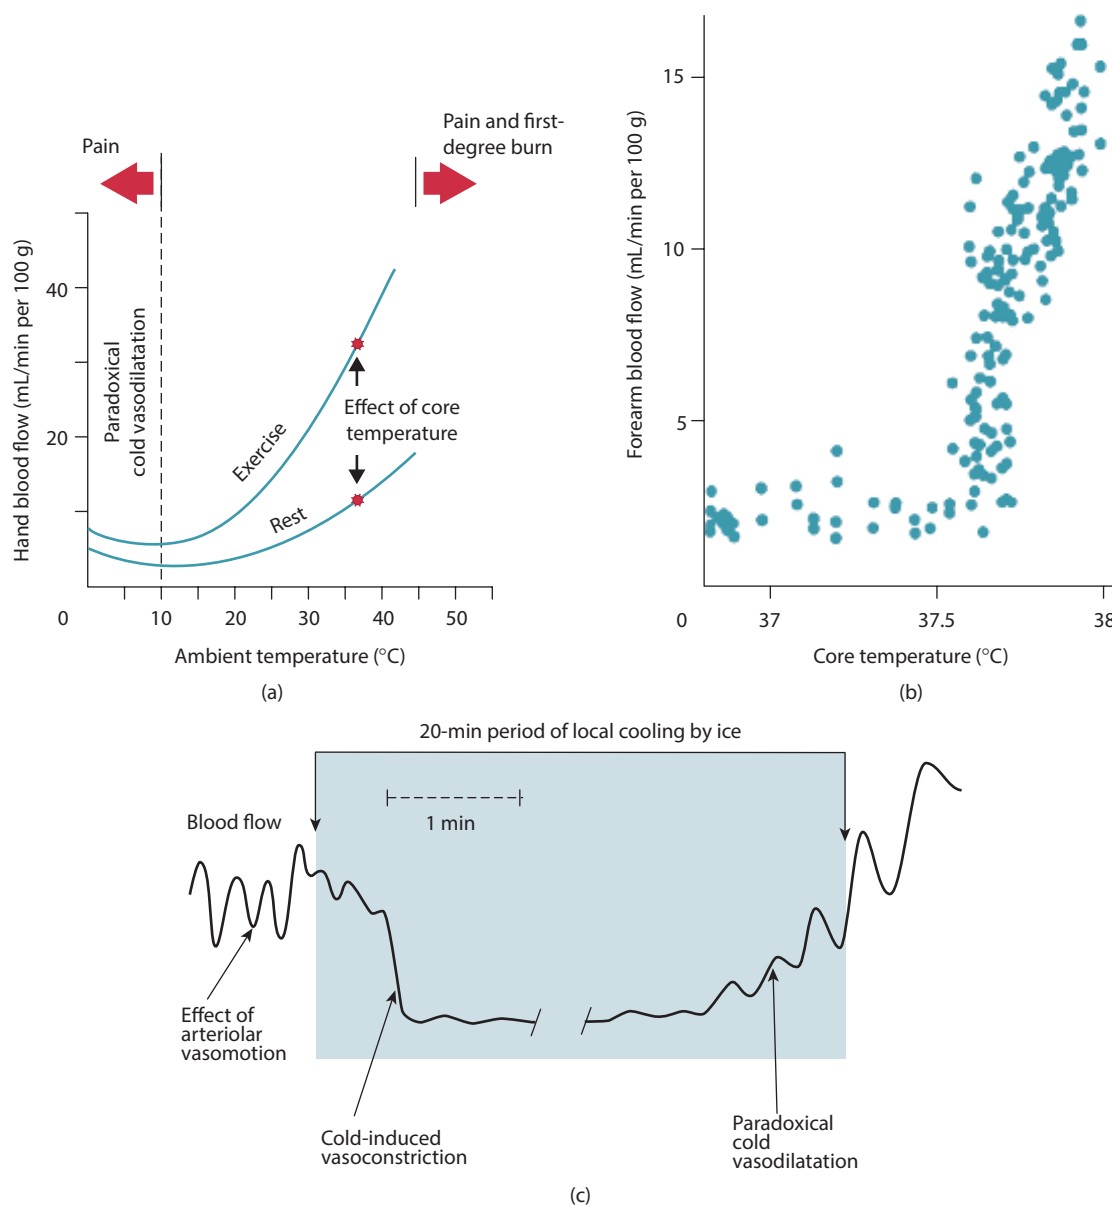 Pain
Pain and first-
degree burn
Hand blood flow (mL/min per 100 g)
40
20
0
Paradoxical
cold vasodilatation
Exercise
Rest
Effect of core
temperature
10
20
30
40
50
Ambient temperature (°C)
(a)
Forearm blood flow (mL/min per 100 g)
15
10
5
0
37
37.5
38
Core temperature (°C)
(b)
20-min period of local cooling by ice
1 min
Blood flow
Effect of
arteriolar
vasomotion
Cold-induced
vasoconstriction
Paradoxical
cold
vasodilatation
(c)